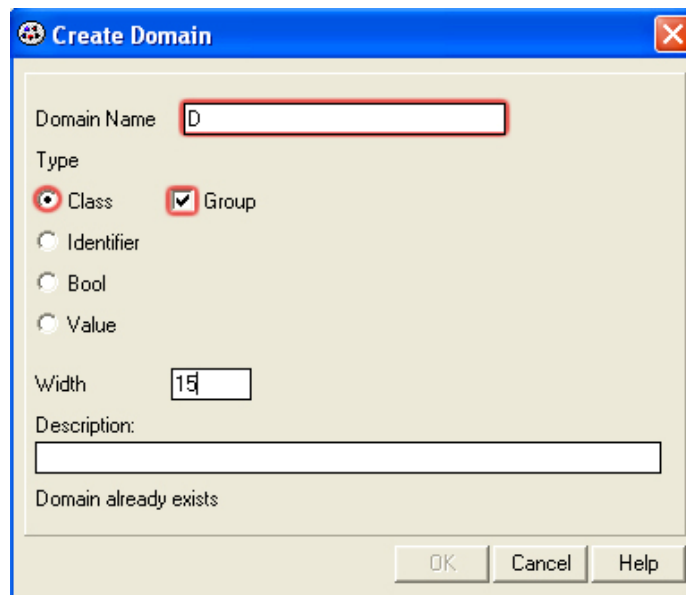 Create Domain
Domain Name D
Type
Class Group
Identifier
Bool
Value
Width 15
Description:
Domain already exists
OK Cancel Help